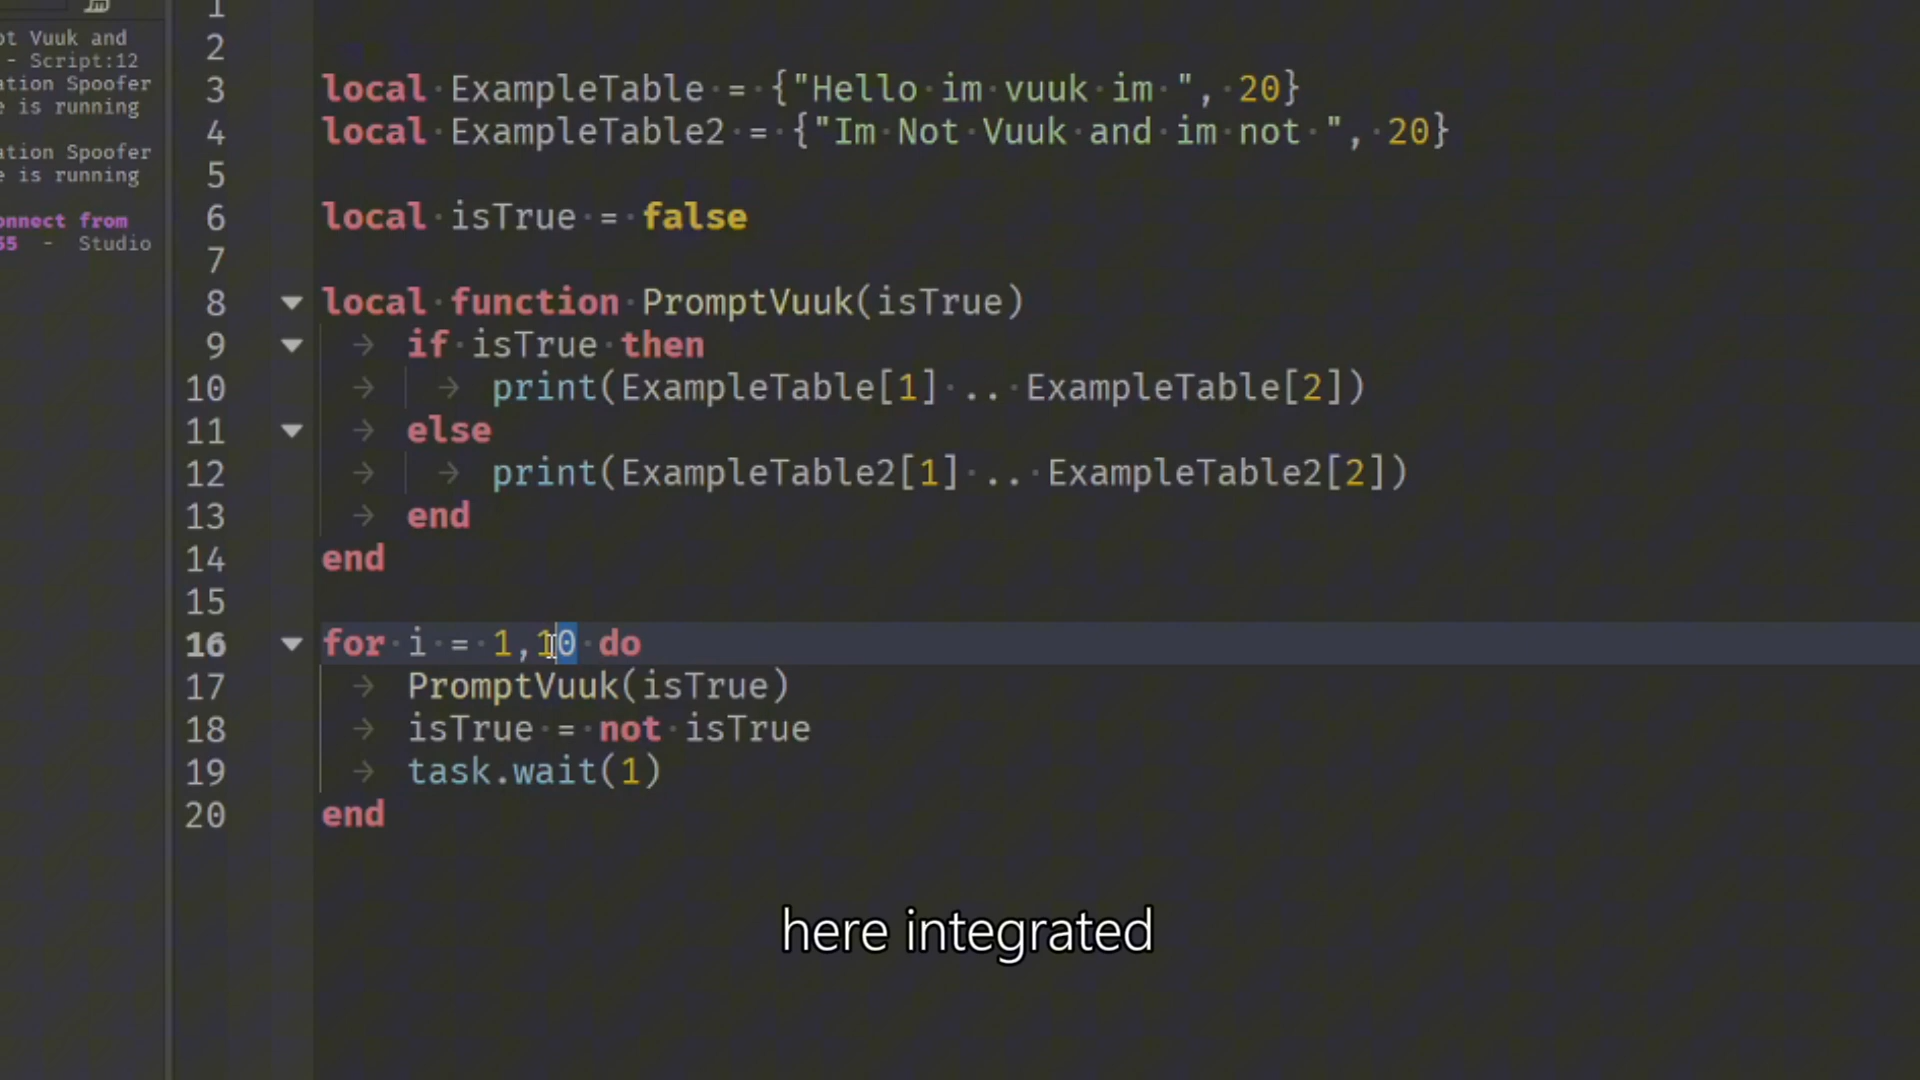 ot Vuuk and
- Script:12
ation Spoofer
e is running
ation Spoofer
e is running
onnect from
55 - Studio
1
2
3 local ExampleTable = {"Hello im vuuk im ", 20}
4 local ExampleTable2 = {"Im Not Vuuk and im not ", 20}
5
6 local isTrue = false
7
8 local function PromptVuuk(isTrue)
9 if isTrue then
10 print(ExampleTable[1] .. ExampleTable[2])
11 else
12 print(ExampleTable2[1] .. ExampleTable2[2])
13 end
14 end
15
16 for i = 1,10 do
17 PromptVuuk(isTrue)
18 isTrue = not isTrue
19 task.wait(1)
20 end
here integrated